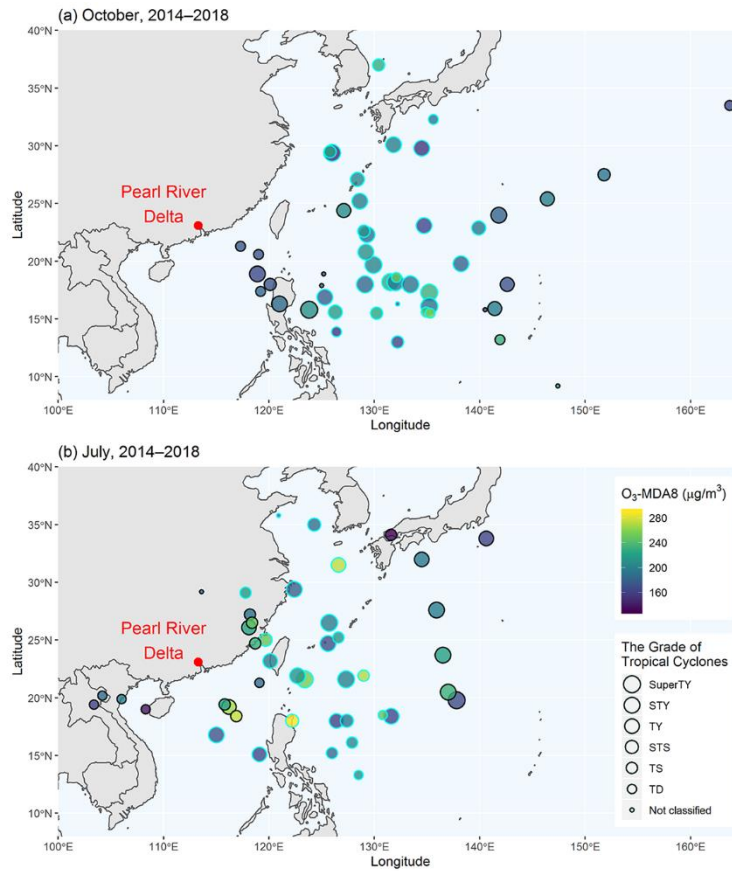 (a) October, 2014–2018
40°N
35°N
30°N
25°N
20°N
15°N
10°N
Latitude
Pearl River
Delta
100°E 110°E 120°E 130°E 140°E 150°E 160°E
Longitude
(b) July, 2014–2018
40°N
35°N
30°N
25°N
20°N
15°N
10°N
Latitude
Pearl River
Delta
O₃-MDA8 (μg/m³)
280
240
200
160
The Grade of
Tropical Cyclones
SuperTY
STY
TY
STS
TS
TD
Not classified
100°E 110°E 120°E 130°E 140°E 150°E 160°E
Longitude